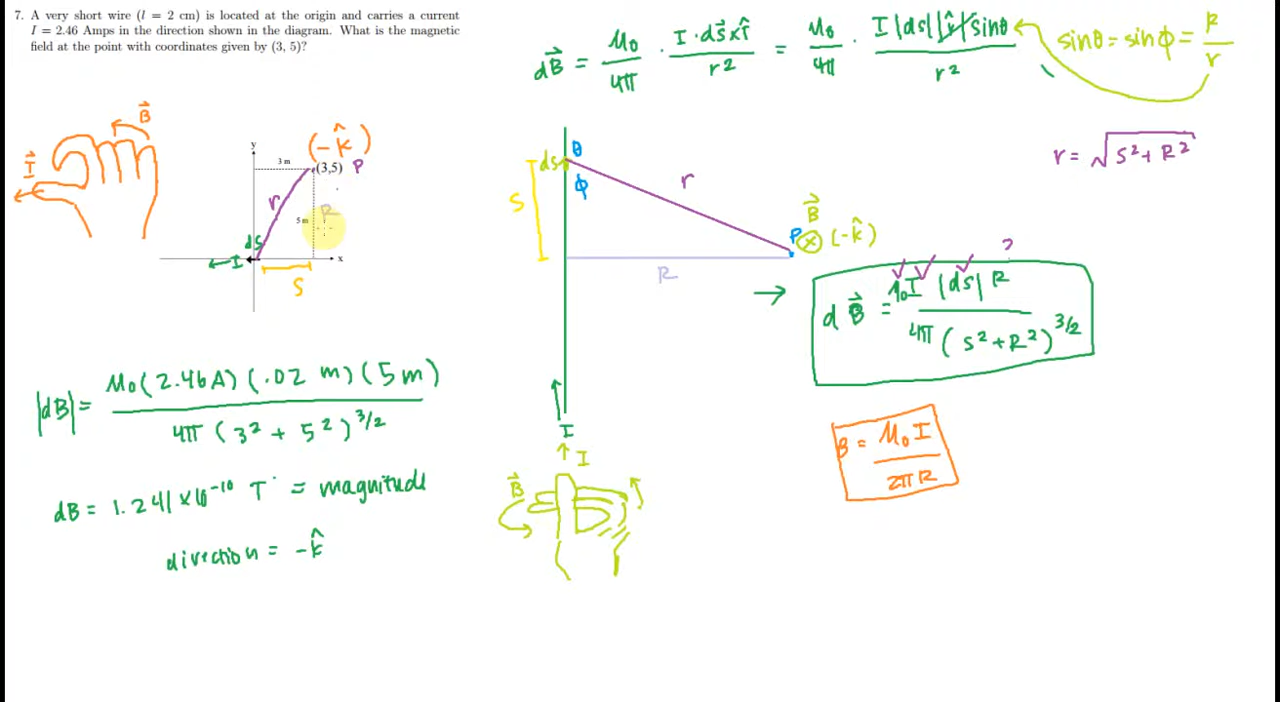 7. A very short wire (l = 2 cm) is located at the origin and carries a current
I = 2.46 Amps in the direction shown in the diagram. What is the magnetic
field at the point with coordinates given by (3, 5)?
dB⃗ = μ₀/4π · I·ds⃗×r̂/r² = μ₀/4π · I|ds||r̂|sinθ/r²
sinθ = sinϕ = R/r
r = √(S² + R²)
B⃗
I⃗
(-k̂)
y
3 m
(3,5) P
r
R
5 m
ds
I
x
S
θ
ds
ϕ
r
S
B⃗
P
(-k̂)
R
I
dB⃗ = μ₀I |ds| R / 4π (S² + R²)^3/2
?
|dB| = μ₀ (2.46A) (.02 m) (5m) / 4π (3² + 5²)^3/2
B = μ₀ I / 2π R
I
B⃗
dB = 1.241 × 10⁻¹⁰ T = magnitude
direction = -k̂